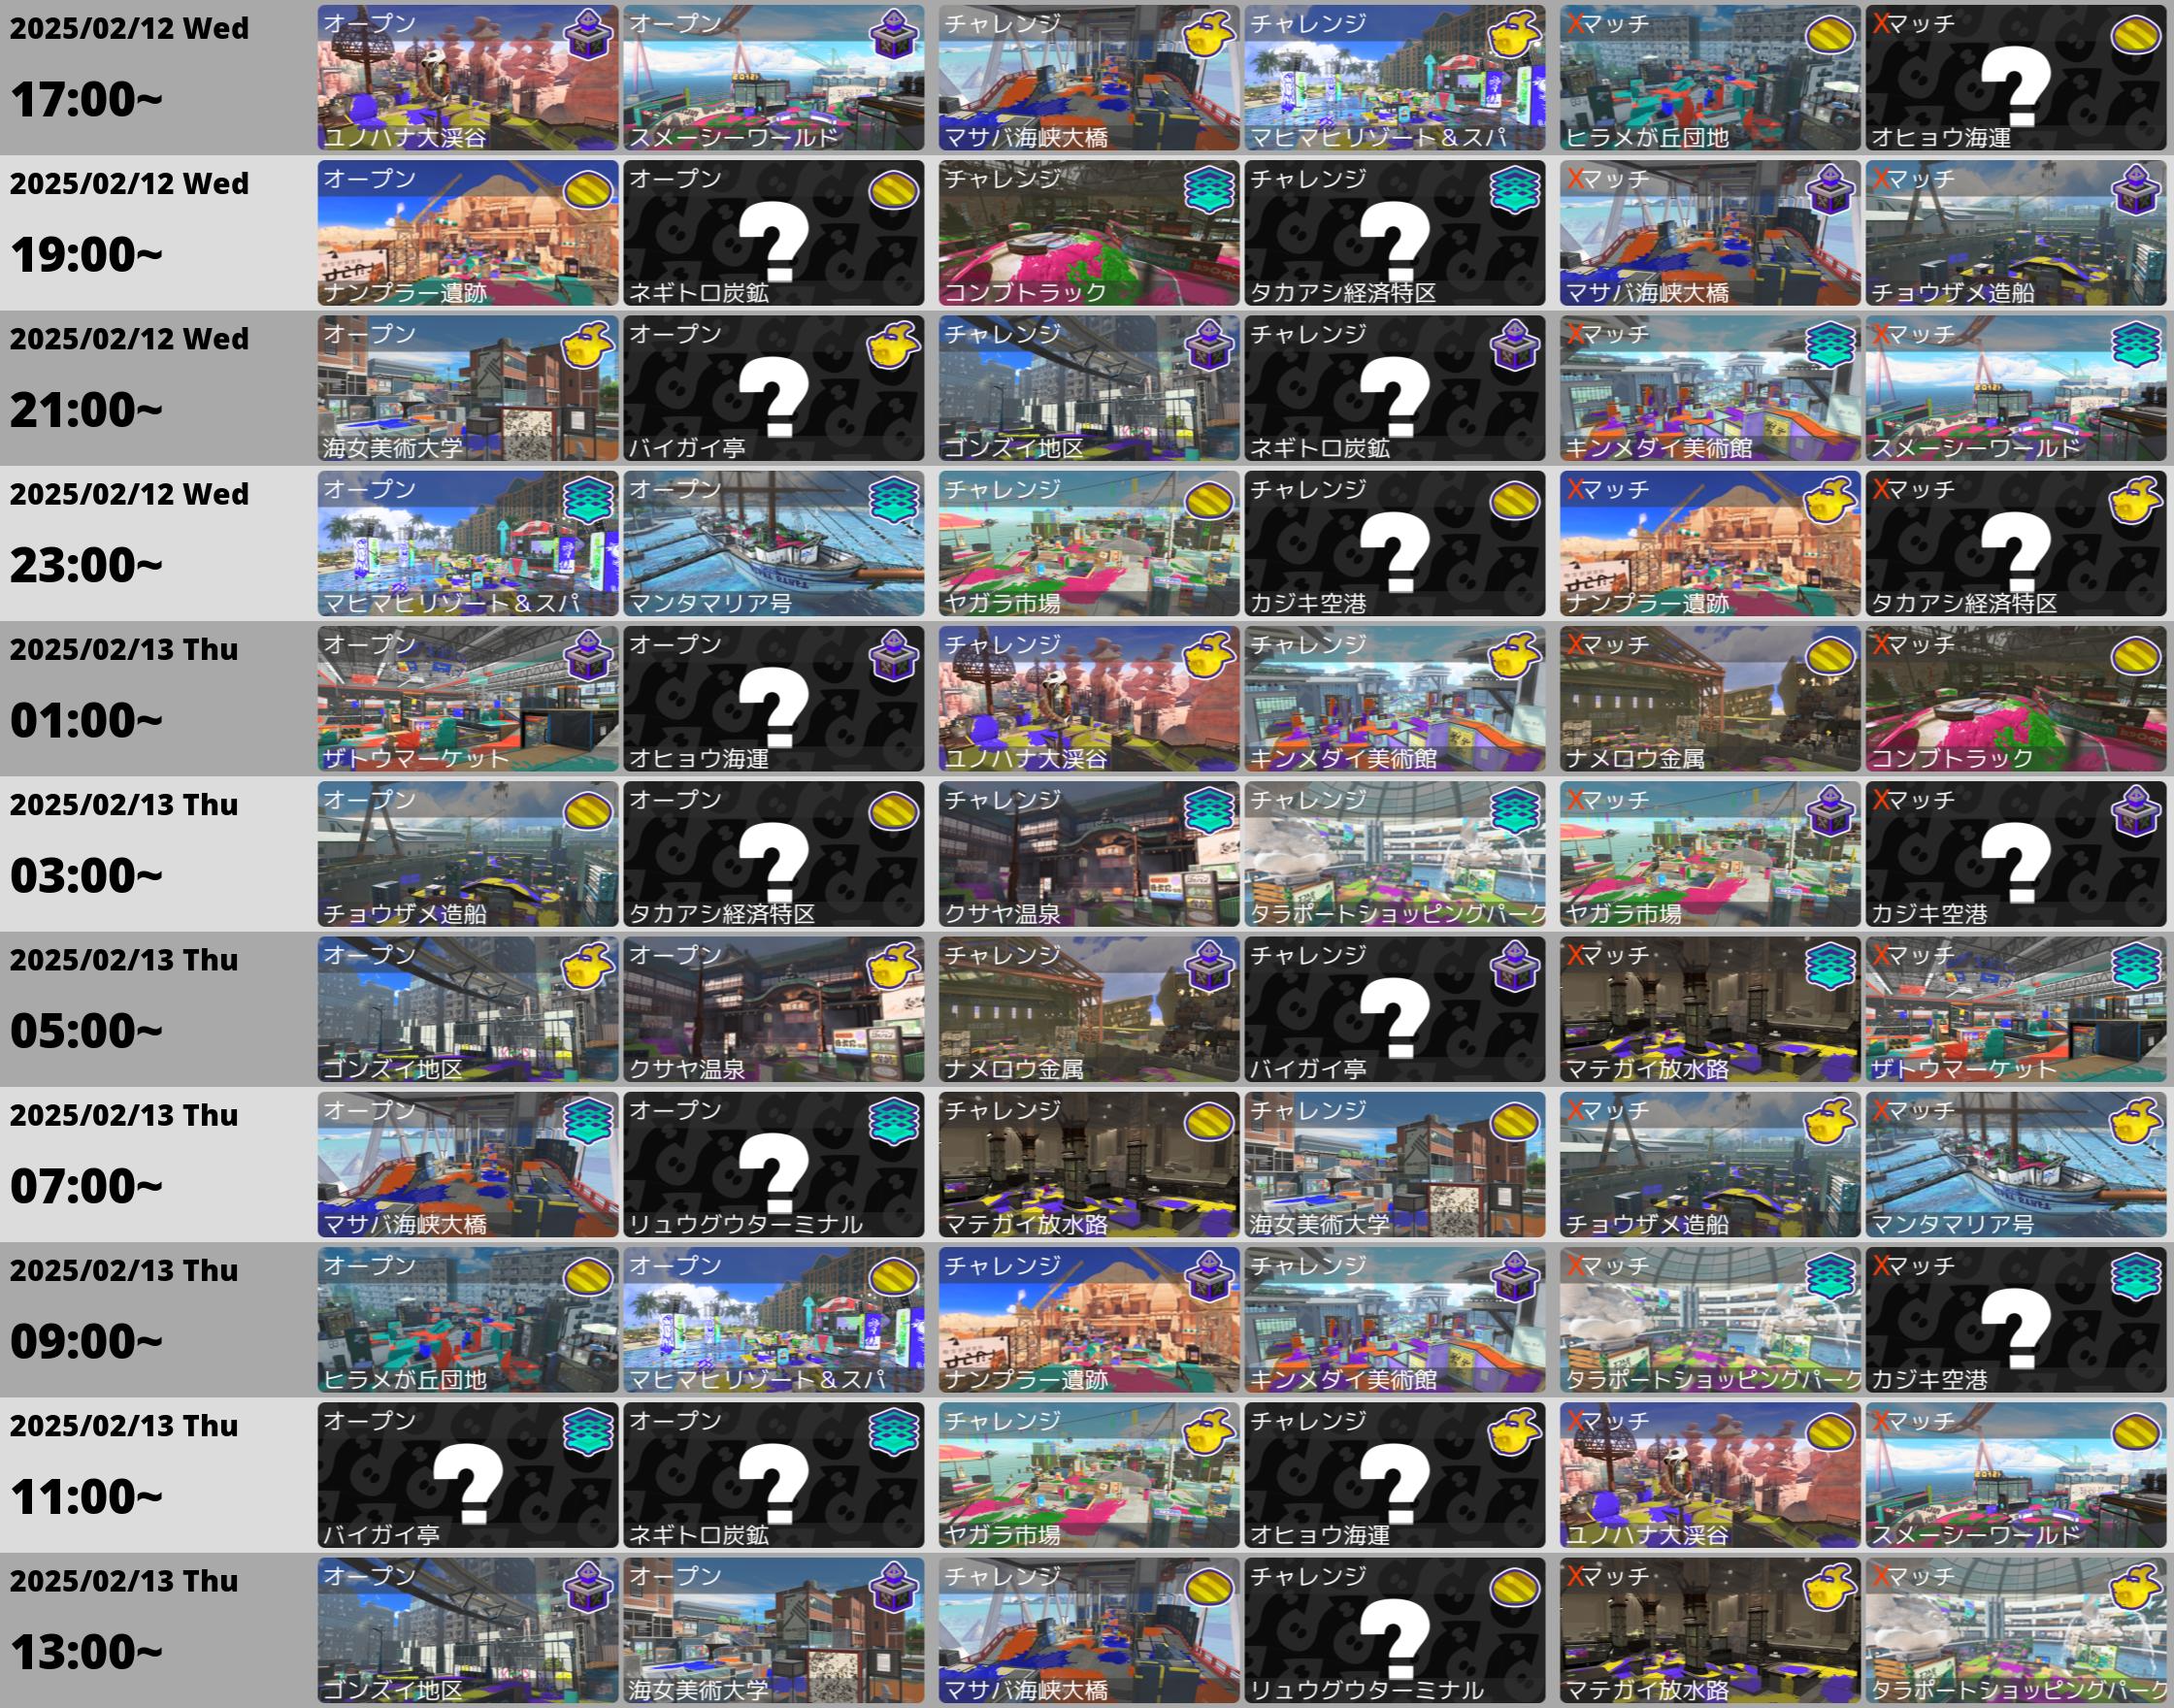 2025/02/12 Wed
17:00~
オープン
ユノハナ大渓谷
オープン
スメーシーワールド
チャレンジ
マサバ海峡大橋
チャレンジ
マヒマヒリゾート＆スパ
Xマッチ
ヒラメが丘団地
Xマッチ
オヒョウ海運
2025/02/12 Wed
19:00~
オープン
ナンプラー遺跡
オープン
ネギトロ炭鉱
チャレンジ
コンブトラック
チャレンジ
タカアシ経済特区
Xマッチ
マサバ海峡大橋
Xマッチ
チョウザメ造船
2025/02/12 Wed
21:00~
オープン
海女美術大学
オープン
バイガイ亭
チャレンジ
ゴンズイ地区
チャレンジ
ネギトロ炭鉱
Xマッチ
キンメダイ美術館
Xマッチ
スメーシーワールド
2025/02/12 Wed
23:00~
オープン
マヒマヒリゾート＆スパ
オープン
マンタマリア号
チャレンジ
ヤガラ市場
チャレンジ
カジキ空港
Xマッチ
ナンプラー遺跡
Xマッチ
タカアシ経済特区
2025/02/13 Thu
01:00~
オープン
ザトウマーケット
オープン
オヒョウ海運
チャレンジ
ユノハナ大渓谷
チャレンジ
キンメダイ美術館
Xマッチ
ナメロウ金属
Xマッチ
コンブトラック
2025/02/13 Thu
03:00~
オープン
チョウザメ造船
オープン
タカアシ経済特区
チャレンジ
クサヤ温泉
チャレンジ
タラポートショッピングパーク
Xマッチ
ヤガラ市場
Xマッチ
カジキ空港
2025/02/13 Thu
05:00~
オープン
ゴンズイ地区
オープン
クサヤ温泉
チャレンジ
ナメロウ金属
チャレンジ
バイガイ亭
Xマッチ
マテガイ放水路
Xマッチ
ザトウマーケット
2025/02/13 Thu
07:00~
オープン
マサバ海峡大橋
オープン
リュウグウターミナル
チャレンジ
マテガイ放水路
チャレンジ
海女美術大学
Xマッチ
チョウザメ造船
Xマッチ
マンタマリア号
2025/02/13 Thu
09:00~
オープン
ヒラメが丘団地
オープン
マヒマヒリゾート＆スパ
チャレンジ
ナンプラー遺跡
チャレンジ
キンメダイ美術館
Xマッチ
タラポートショッピングパーク
Xマッチ
カジキ空港
2025/02/13 Thu
11:00~
オープン
バイガイ亭
オープン
ネギトロ炭鉱
チャレンジ
ヤガラ市場
チャレンジ
オヒョウ海運
Xマッチ
ユノハナ大渓谷
Xマッチ
スメーシーワールド
2025/02/13 Thu
13:00~
オープン
ゴンズイ地区
オープン
海女美術大学
チャレンジ
マサバ海峡大橋
チャレンジ
リュウグウターミナル
Xマッチ
マテガイ放水路
Xマッチ
タラポートショッピングパーク